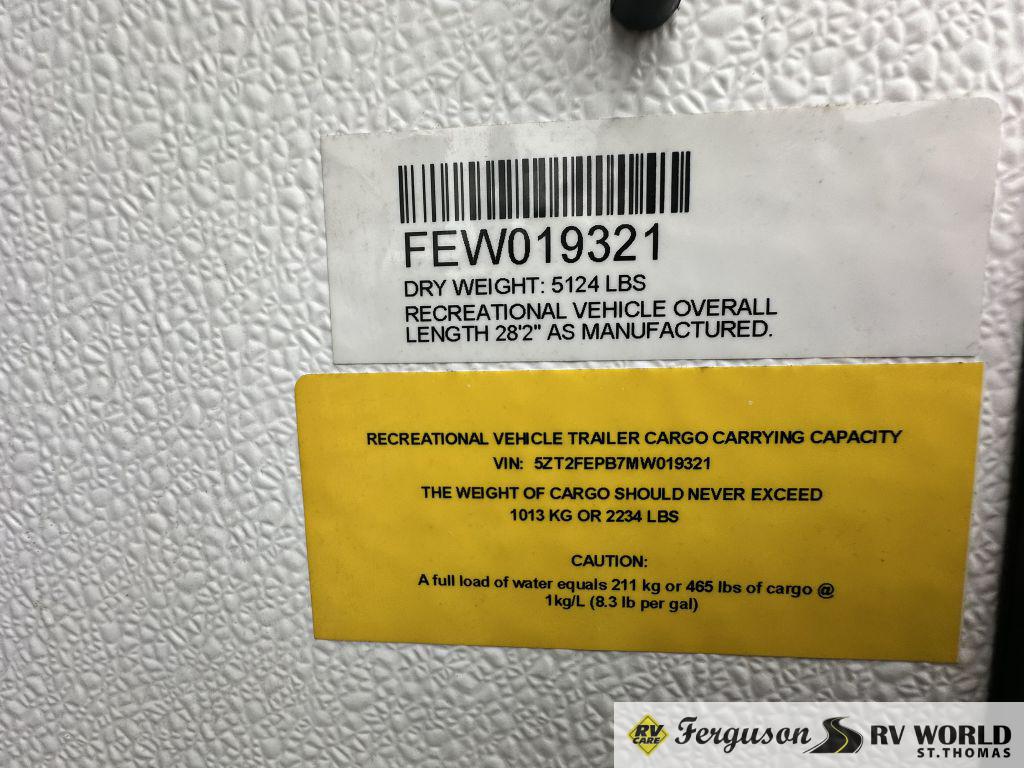 FEW019321
DRY WEIGHT: 5124 LBS
RECREATIONAL VEHICLE OVERALL
LENGTH 28'2" AS MANUFACTURED.
RECREATIONAL VEHICLE TRAILER CARGO CARRYING CAPACITY
VIN: 5ZT2FEPB7MW019321
THE WEIGHT OF CARGO SHOULD NEVER EXCEED
1013 KG OR 2234 LBS
CAUTION:
A full load of water equals 211 kg or 465 lbs of cargo @
1kg/L (8.3 lb per gal)
RV CARE Ferguson RV WORLD
ST.THOMAS